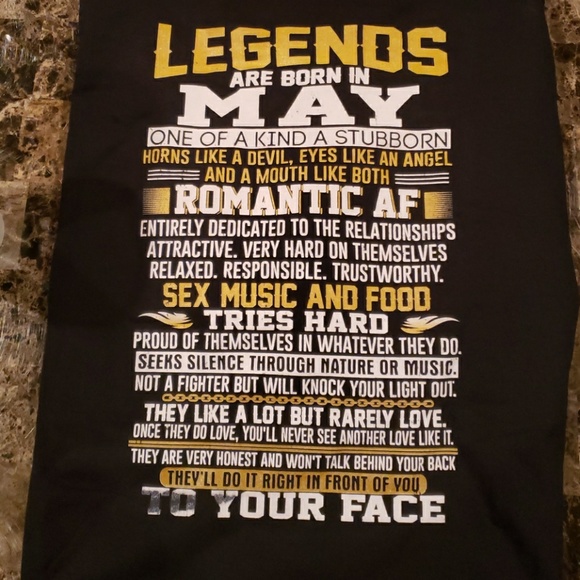 LEGENDS
ARE BORN IN
MAY
ONE OF A KIND A STUBBORN
HORNS LIKE A DEVIL, EYES LIKE AN ANGEL
AND A MOUTH LIKE BOTH
ROMANTIC AF
ENTIRELY DEDICATED TO THE RELATIONSHIPS
ATTRACTIVE. VERY HARD ON THEMSELVES
RELAXED. RESPONSIBLE. TRUSTWORTHY.
SEX MUSIC AND FOOD
TRIES HARD
PROUD OF THEMSELVES IN WHATEVER THEY DO.
SEEKS SILENCE THROUGH NATURE OR MUSIC.
NOT A FIGHTER BUT WILL KNOCK YOUR LIGHT OUT.
THEY LIKE A LOT BUT RARELY LOVE.
ONCE THEY DO LOVE, YOU'LL NEVER SEE ANOTHER LOVE LIKE IT.
THEY ARE VERY HONEST AND WON'T TALK BEHIND YOUR BACK
THEY'LL DO IT RIGHT IN FRONT OF YOU
TO YOUR FACE